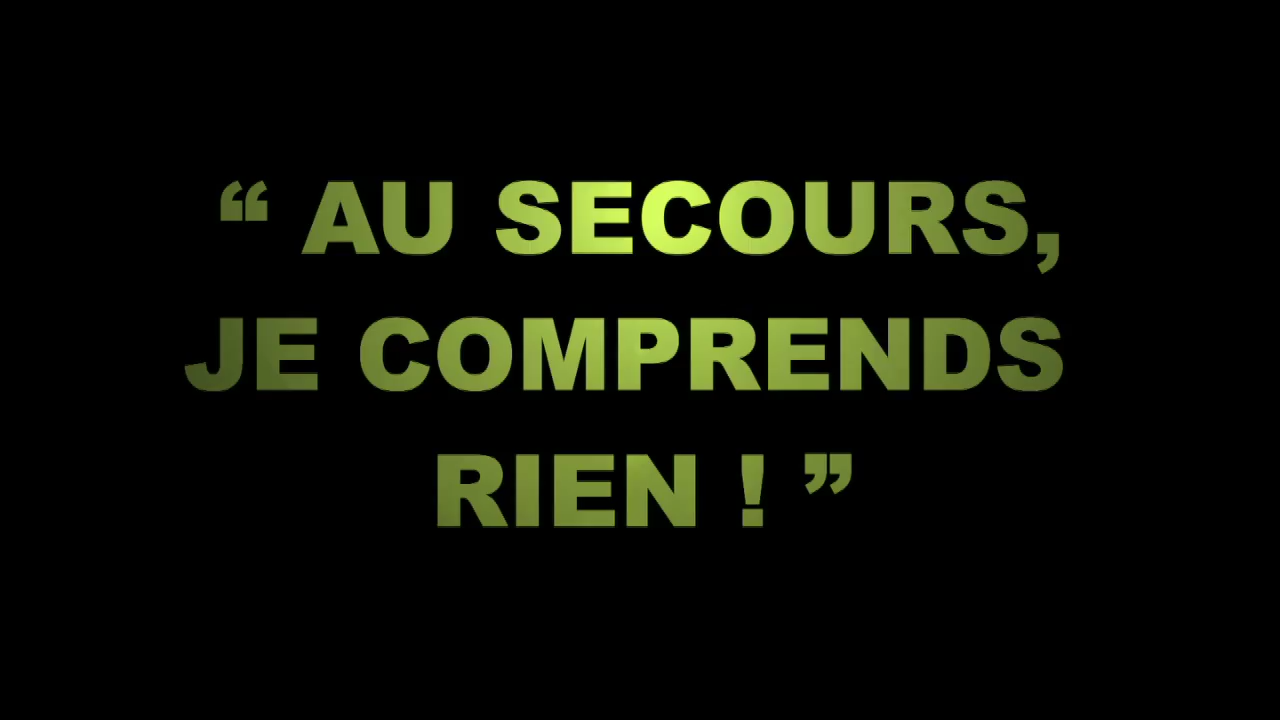 “ AU SECOURS,
JE COMPRENDS
RIEN ! ”